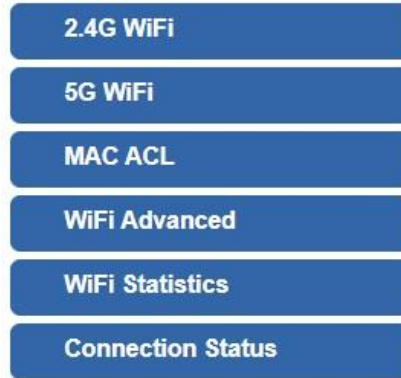 2.4G WiFi
5G WiFi
MAC ACL
WiFi Advanced
WiFi Statistics
Connection Status